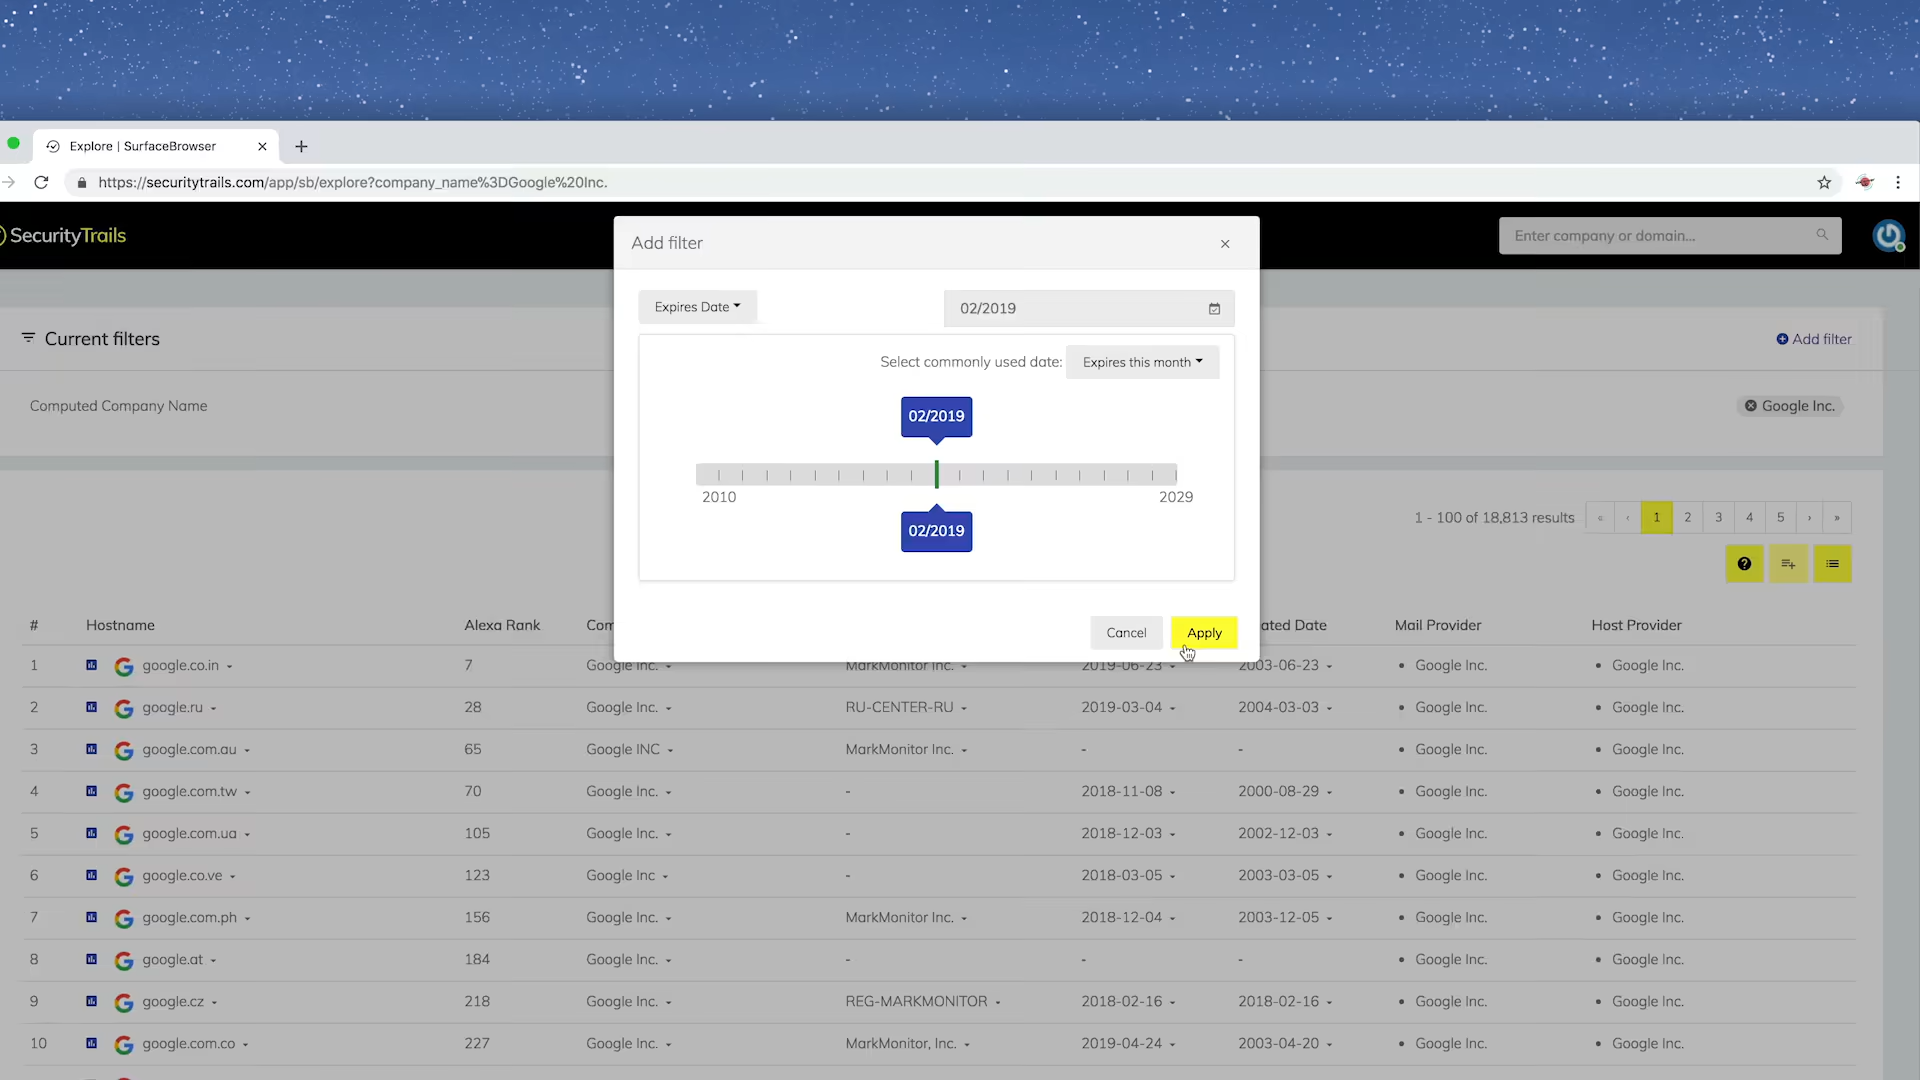 Explore | SurfaceBrowser
https://securitytrails.com/app/sb/explore?company_name%3DGoogle%20Inc.
SecurityTrails
Enter company or domain...
Add filter
Expires Date
02/2019
Select commonly used date: Expires this month
02/2019
2010 2029
02/2019
Cancel Apply
Current filters
Add filter
Computed Company Name
Google Inc.
1 - 100 of 18,813 results « ‹ 1 2 3 4 5 › »
# Hostname Alexa Rank Com ated Date Mail Provider Host Provider
1 google.co.in 7 Google Inc. MarkMonitor Inc. 2019-06-23 2003-06-23 • Google Inc. • Google Inc.
2 google.ru 28 Google Inc. RU-CENTER-RU 2019-03-04 2004-03-03 • Google Inc. • Google Inc.
3 google.com.au 65 Google INC MarkMonitor Inc. - - • Google Inc. • Google Inc.
4 google.com.tw 70 Google Inc. - 2018-11-08 2000-08-29 • Google Inc. • Google Inc.
5 google.com.ua 105 Google Inc. - 2018-12-03 2002-12-03 • Google Inc. • Google Inc.
6 google.co.ve 123 Google Inc - 2018-03-05 2003-03-05 • Google Inc. • Google Inc.
7 google.com.ph 156 Google Inc. MarkMonitor Inc. 2018-12-04 2003-12-05 • Google Inc. • Google Inc.
8 google.at 184 Google Inc. - - - • Google Inc. • Google Inc.
9 google.cz 218 Google Inc. REG-MARKMONITOR 2018-02-16 2018-02-16 • Google Inc. • Google Inc.
10 google.com.co 227 Google Inc. MarkMonitor, Inc. 2019-04-24 2003-04-20 • Google Inc. • Google Inc.